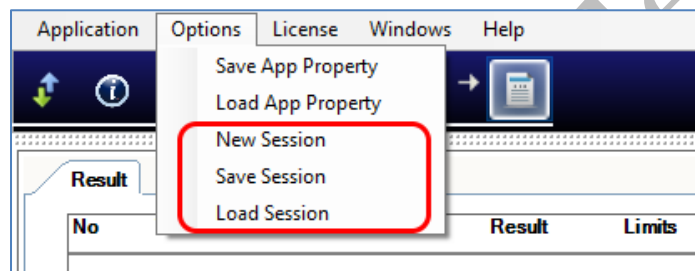 Application Options License Windows Help
Save App Property
Load App Property
New Session
Save Session
Load Session
Result
No Result Limits